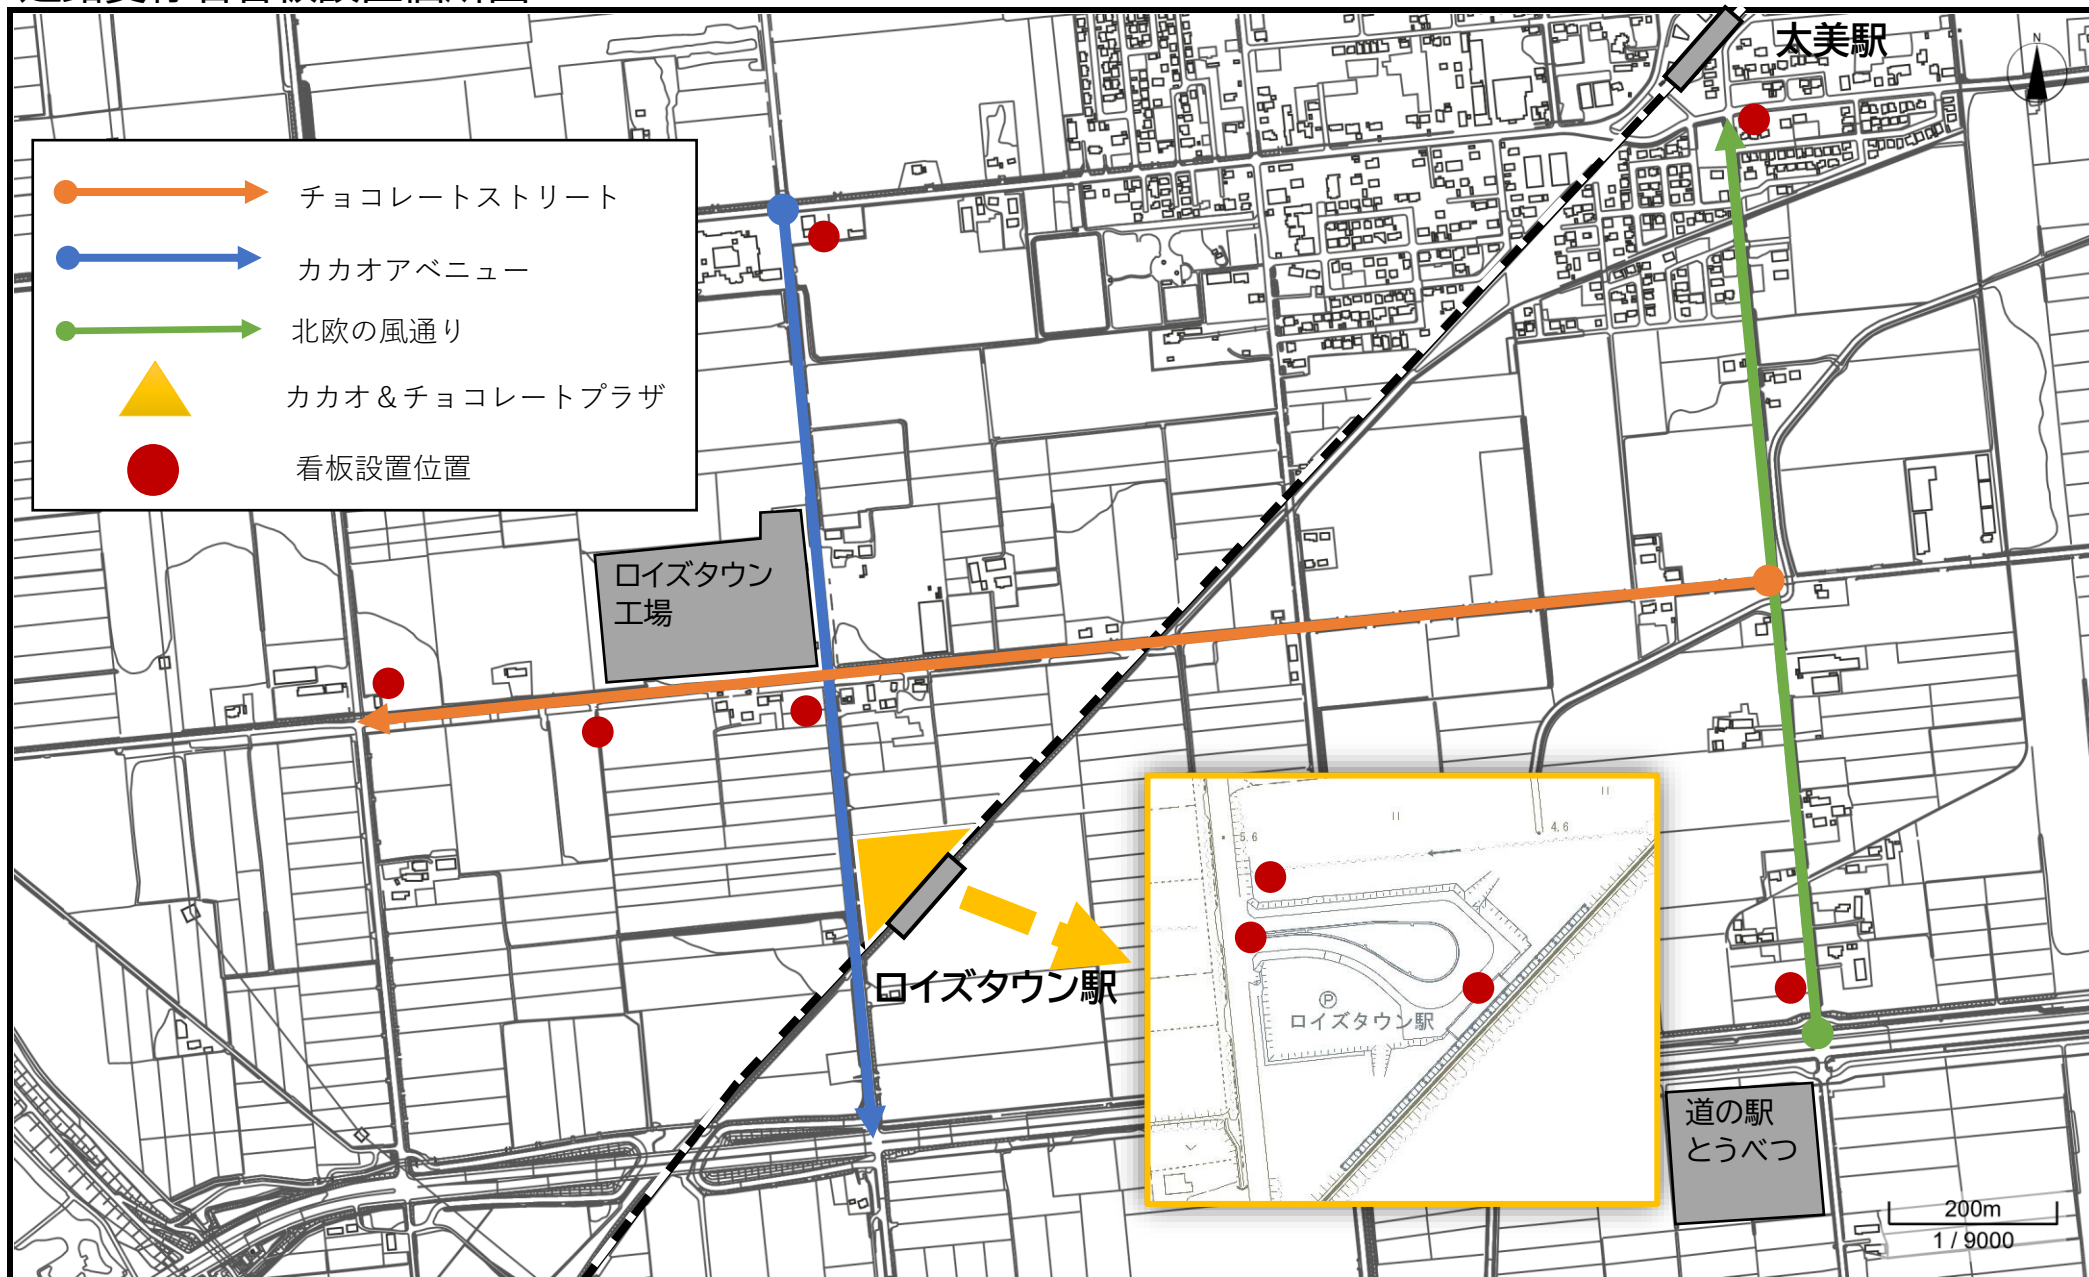 太美駅
N
チョコレートストリート
カカオアベニュー
北欧の風通り
カカオ＆チョコレートプラザ
看板設置位置
ロイズタウン
工場
5.6
4.6
P
ロイズタウン駅
ロイズタウン駅
道の駅
とうべつ
200m
1 / 9000